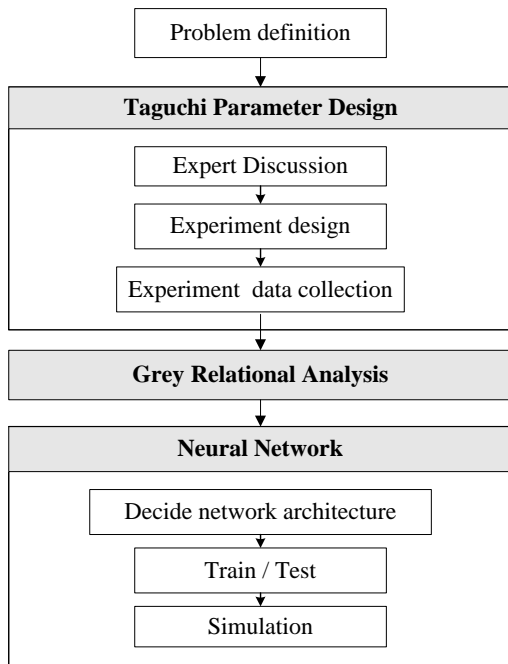 Problem definition
Taguchi Parameter Design
Expert Discussion
Experiment design
Experiment data collection
Grey Relational Analysis
Neural Network
Decide network architecture
Train / Test
Simulation